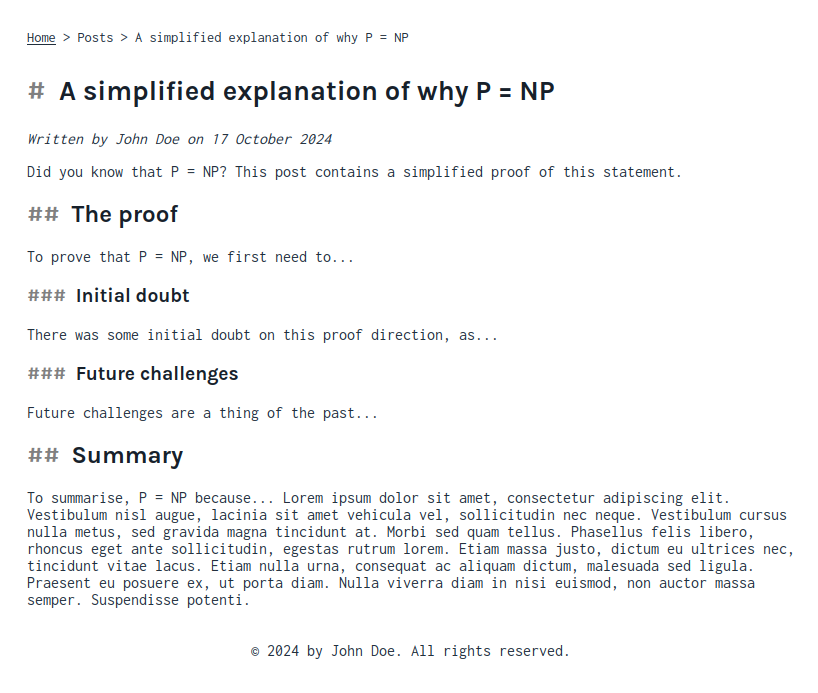 Home > Posts > A simplified explanation of why P = NP
# A simplified explanation of why P = NP
Written by John Doe on 17 October 2024
Did you know that P = NP? This post contains a simplified proof of this statement.
## The proof
To prove that P = NP, we first need to...
### Initial doubt
There was some initial doubt on this proof direction, as...
### Future challenges
Future challenges are a thing of the past...
## Summary
To summarise, P = NP because... Lorem ipsum dolor sit amet, consectetur adipiscing elit.
Vestibulum nisl augue, lacinia sit amet vehicula vel, sollicitudin nec neque. Vestibulum cursus
nulla metus, sed gravida magna tincidunt at. Morbi sed quam tellus. Phasellus felis libero,
rhoncus eget ante sollicitudin, egestas rutrum lorem. Etiam massa justo, dictum eu ultrices nec,
tincidunt vitae lacus. Etiam nulla urna, consequat ac aliquam dictum, malesuada sed ligula.
Praesent eu posuere ex, ut porta diam. Nulla viverra diam in nisi euismod, non auctor massa
semper. Suspendisse potenti.
© 2024 by John Doe. All rights reserved.